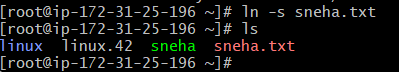 [root@ip-172-31-25-196 ~]# ln -s sneha.txt
[root@ip-172-31-25-196 ~]# ls
linux  linux.42  sneha  sneha.txt
[root@ip-172-31-25-196 ~]#